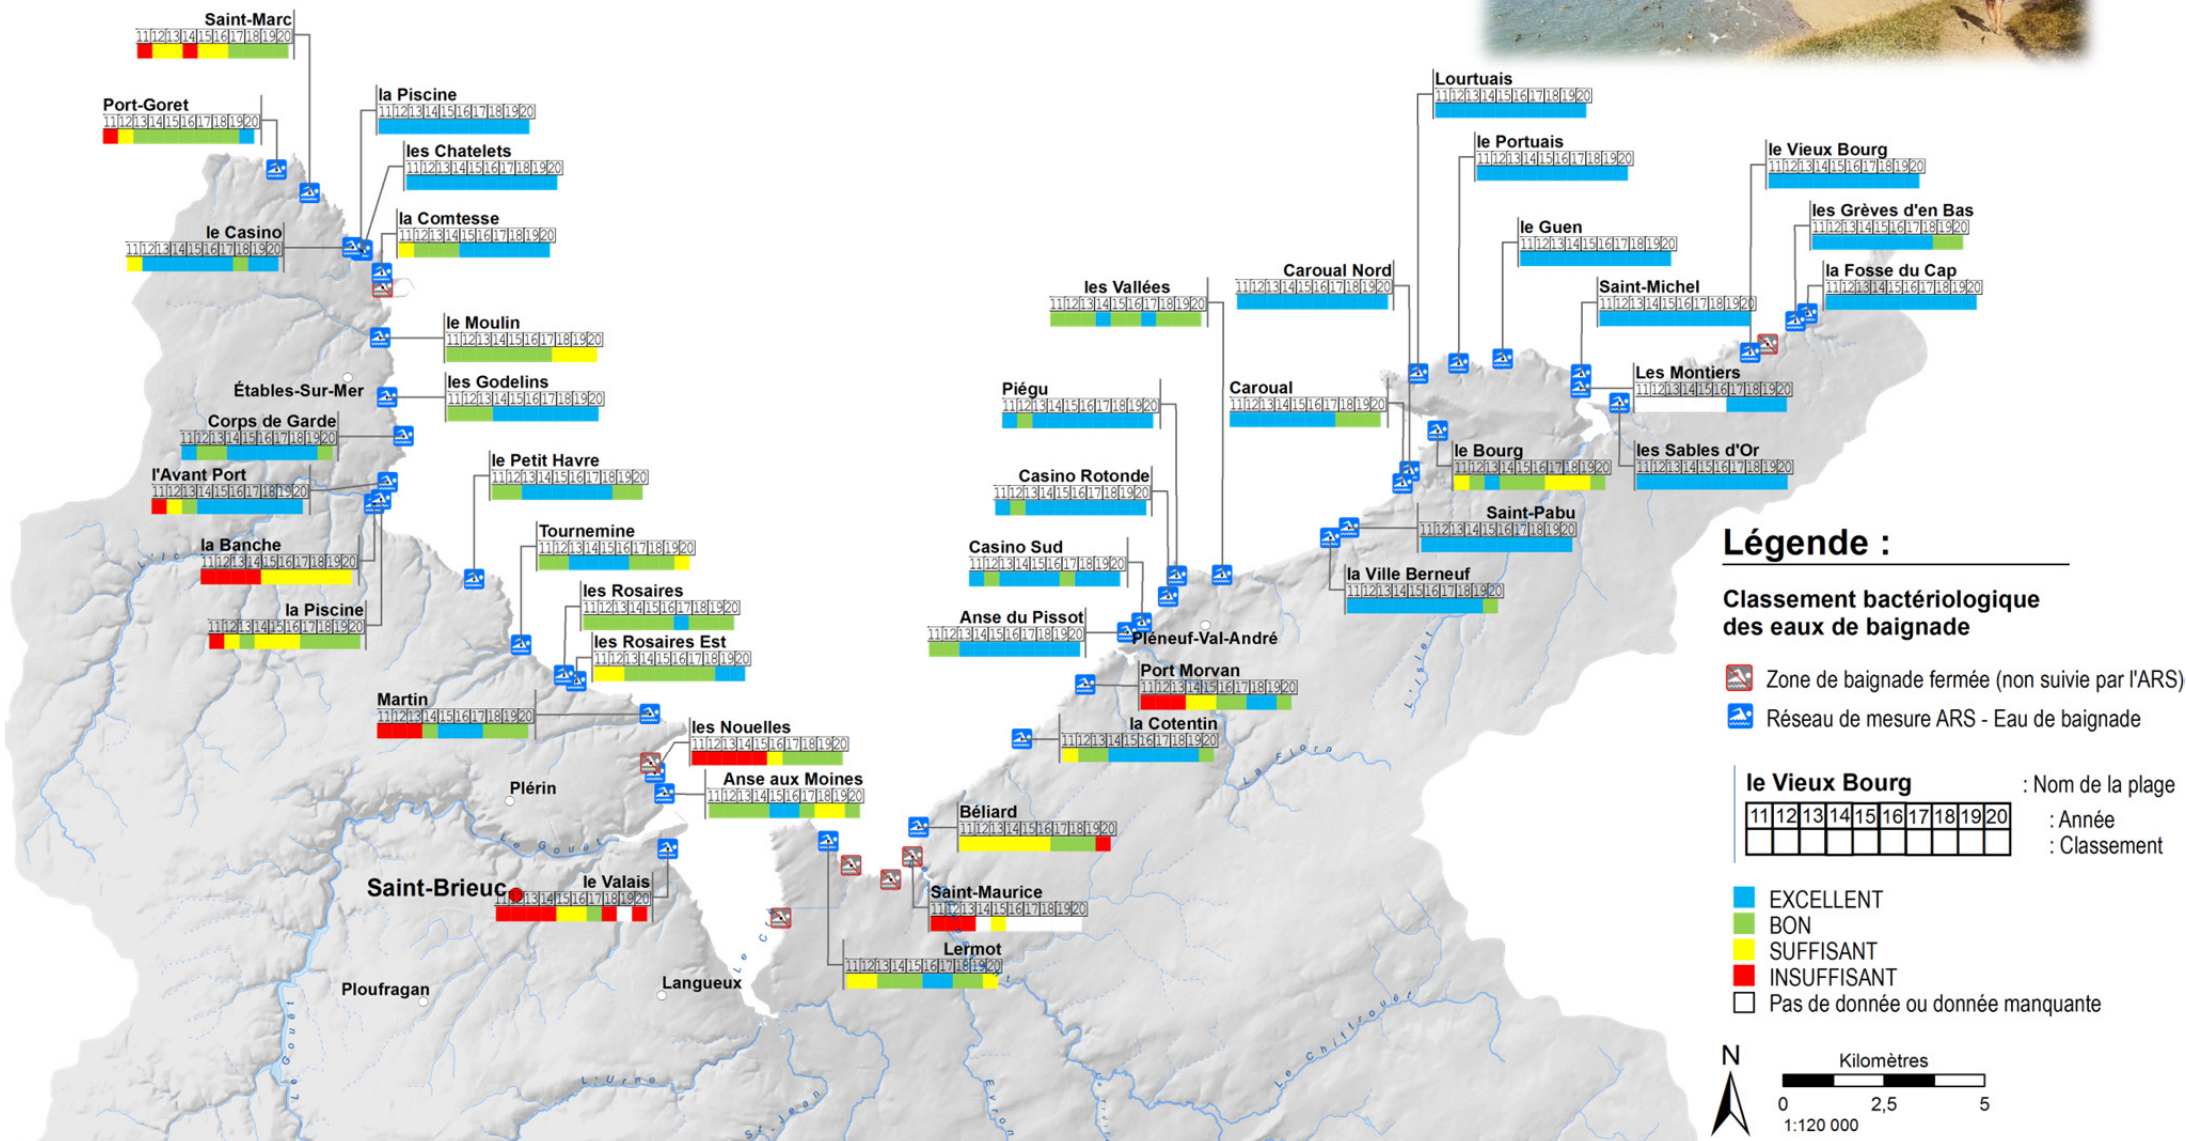 Saint-Marc
11 12 13 14 15 16 17 18 19 20
Port-Goret
11 12 13 14 15 16 17 18 19 20
la Piscine
11 12 13 14 15 16 17 18 19 20
les Chatelets
11 12 13 14 15 16 17 18 19 20
la Comtesse
11 12 13 14 15 16 17 18 19 20
le Casino
11 12 13 14 15 16 17 18 19 20
le Moulin
11 12 13 14 15 16 17 18 19 20
Étables-Sur-Mer
les Godelins
11 12 13 14 15 16 17 18 19 20
Corps de Garde
11 12 13 14 15 16 17 18 19 20
l'Avant Port
11 12 13 14 15 16 17 18 19 20
le Petit Havre
11 12 13 14 15 16 17 18 19 20
la Banche
11 12 13 14 15 16 17 18 19 20
Tournemine
11 12 13 14 15 16 17 18 19 20
la Piscine
11 12 13 14 15 16 17 18 19 20
les Rosaires
11 12 13 14 15 16 17 18 19 20
les Rosaires Est
11 12 13 14 15 16 17 18 19 20
Martin
11 12 13 14 15 16 17 18 19 20
les Nouelles
11 12 13 14 15 16 17 18 19 20
Plérin
Anse aux Moines
11 12 13 14 15 16 17 18 19 20
Le Gouët
Saint-Brieuc
le Valais
11 12 13 14 15 16 17 18 19 20
Ploufragan
Langueux
Le Gouët
L'Urne
St. Jean
Evron
Lermot
11 12 13 14 15 16 17 18 19 20
Saint-Maurice
11 12 13 14 15 16 17 18 19 20
Béliard
11 12 13 14 15 16 17 18 19 20
la Cotentin
11 12 13 14 15 16 17 18 19 20
Port Morvan
11 12 13 14 15 16 17 18 19 20
La Flora
Le Chiffrouët
L'Islet
Pléneuf-Val-André
Anse du Pissot
11 12 13 14 15 16 17 18 19 20
Casino Sud
11 12 13 14 15 16 17 18 19 20
Casino Rotonde
11 12 13 14 15 16 17 18 19 20
Piégu
11 12 13 14 15 16 17 18 19 20
les Vallées
11 12 13 14 15 16 17 18 19 20
la Ville Berneuf
11 12 13 14 15 16 17 18 19 20
Saint-Pabu
11 12 13 14 15 16 17 18 19 20
Caroual
11 12 13 14 15 16 17 18 19 20
Caroual Nord
11 12 13 14 15 16 17 18 19 20
le Bourg
11 12 13 14 15 16 17 18 19 20
Lourtuais
11 12 13 14 15 16 17 18 19 20
le Portuais
11 12 13 14 15 16 17 18 19 20
le Guen
11 12 13 14 15 16 17 18 19 20
Saint-Michel
11 12 13 14 15 16 17 18 19 20
Les Montiers
11 12 13 14 15 16 17 18 19 20
les Sables d'Or
11 12 13 14 15 16 17 18 19 20
le Vieux Bourg
11 12 13 14 15 16 17 18 19 20
les Grèves d'en Bas
11 12 13 14 15 16 17 18 19 20
la Fosse du Cap
11 12 13 14 15 16 17 18 19 20
Légende :
Classement bactériologique
des eaux de baignade
Zone de baignade fermée (non suivie par l'ARS)
Réseau de mesure ARS - Eau de baignade
le Vieux Bourg : Nom de la plage
11 12 13 14 15 16 17 18 19 20 : Année
: Classement
EXCELLENT
BON
SUFFISANT
INSUFFISANT
Pas de donnée ou donnée manquante
N
Kilomètres
0 2,5 5
1:120 000